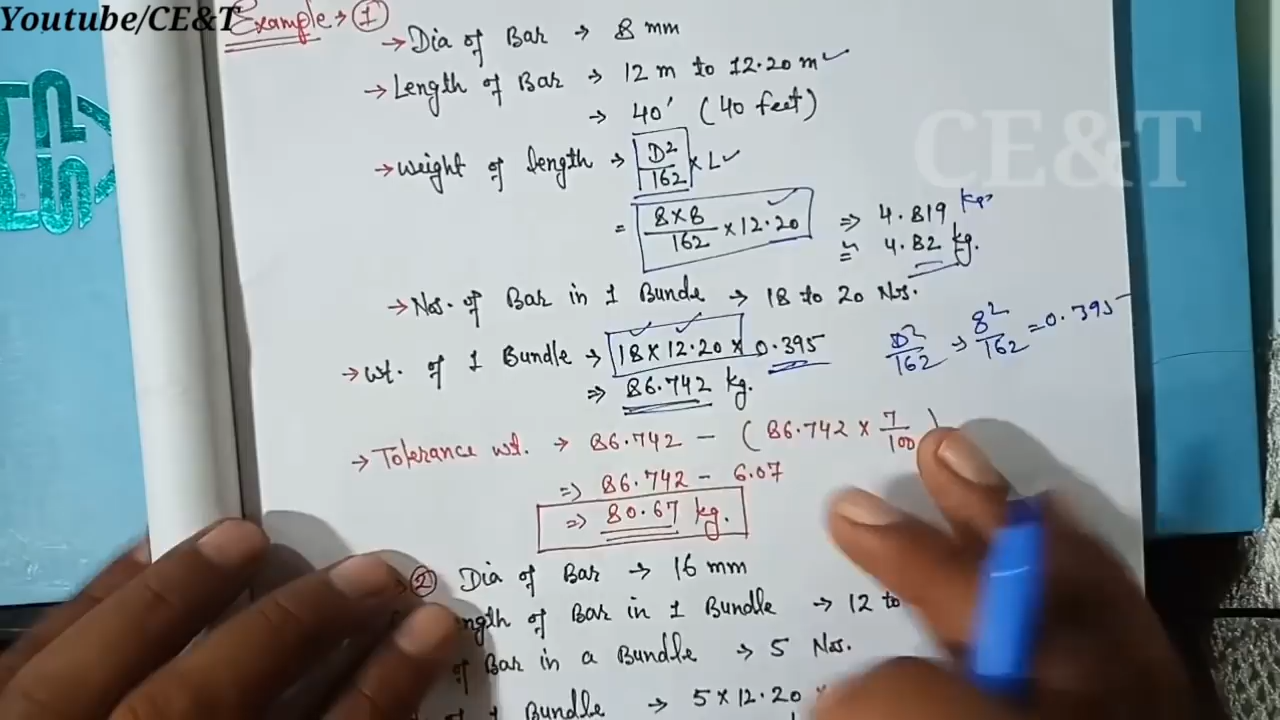 Youtube/CE&T
Example → ①
→ Dia of Bar → 8 mm
→ Length of Bar → 12 m to 12.20 m ✓
→ 40' (40 feet)
CE&T
→ Weight of length → D²/162 × L ✓
= 8×8/162 × 12.20 ⇒ 4.819 kg
≃ 4.82 kg.
→ Nos. of Bar in 1 Bunde → 18 to 20 Nos.
→ Wt. of 1 Bundle → 18 × 12.20 × 0.395
D²/162 → 8²/162 = 0.395
⇒ 86.742 kg.
→ Tolerance wt. → 86.742 − (86.742 × 7/100)
⇒ 86.742 − 6.07
⇒ 80.67 kg.
② Dia of Bar → 16 mm
ngth of Bar in 1 Bundle → 12 to
of Bar in a Bundle → 5 Nos.
Bundle → 5 × 12.20